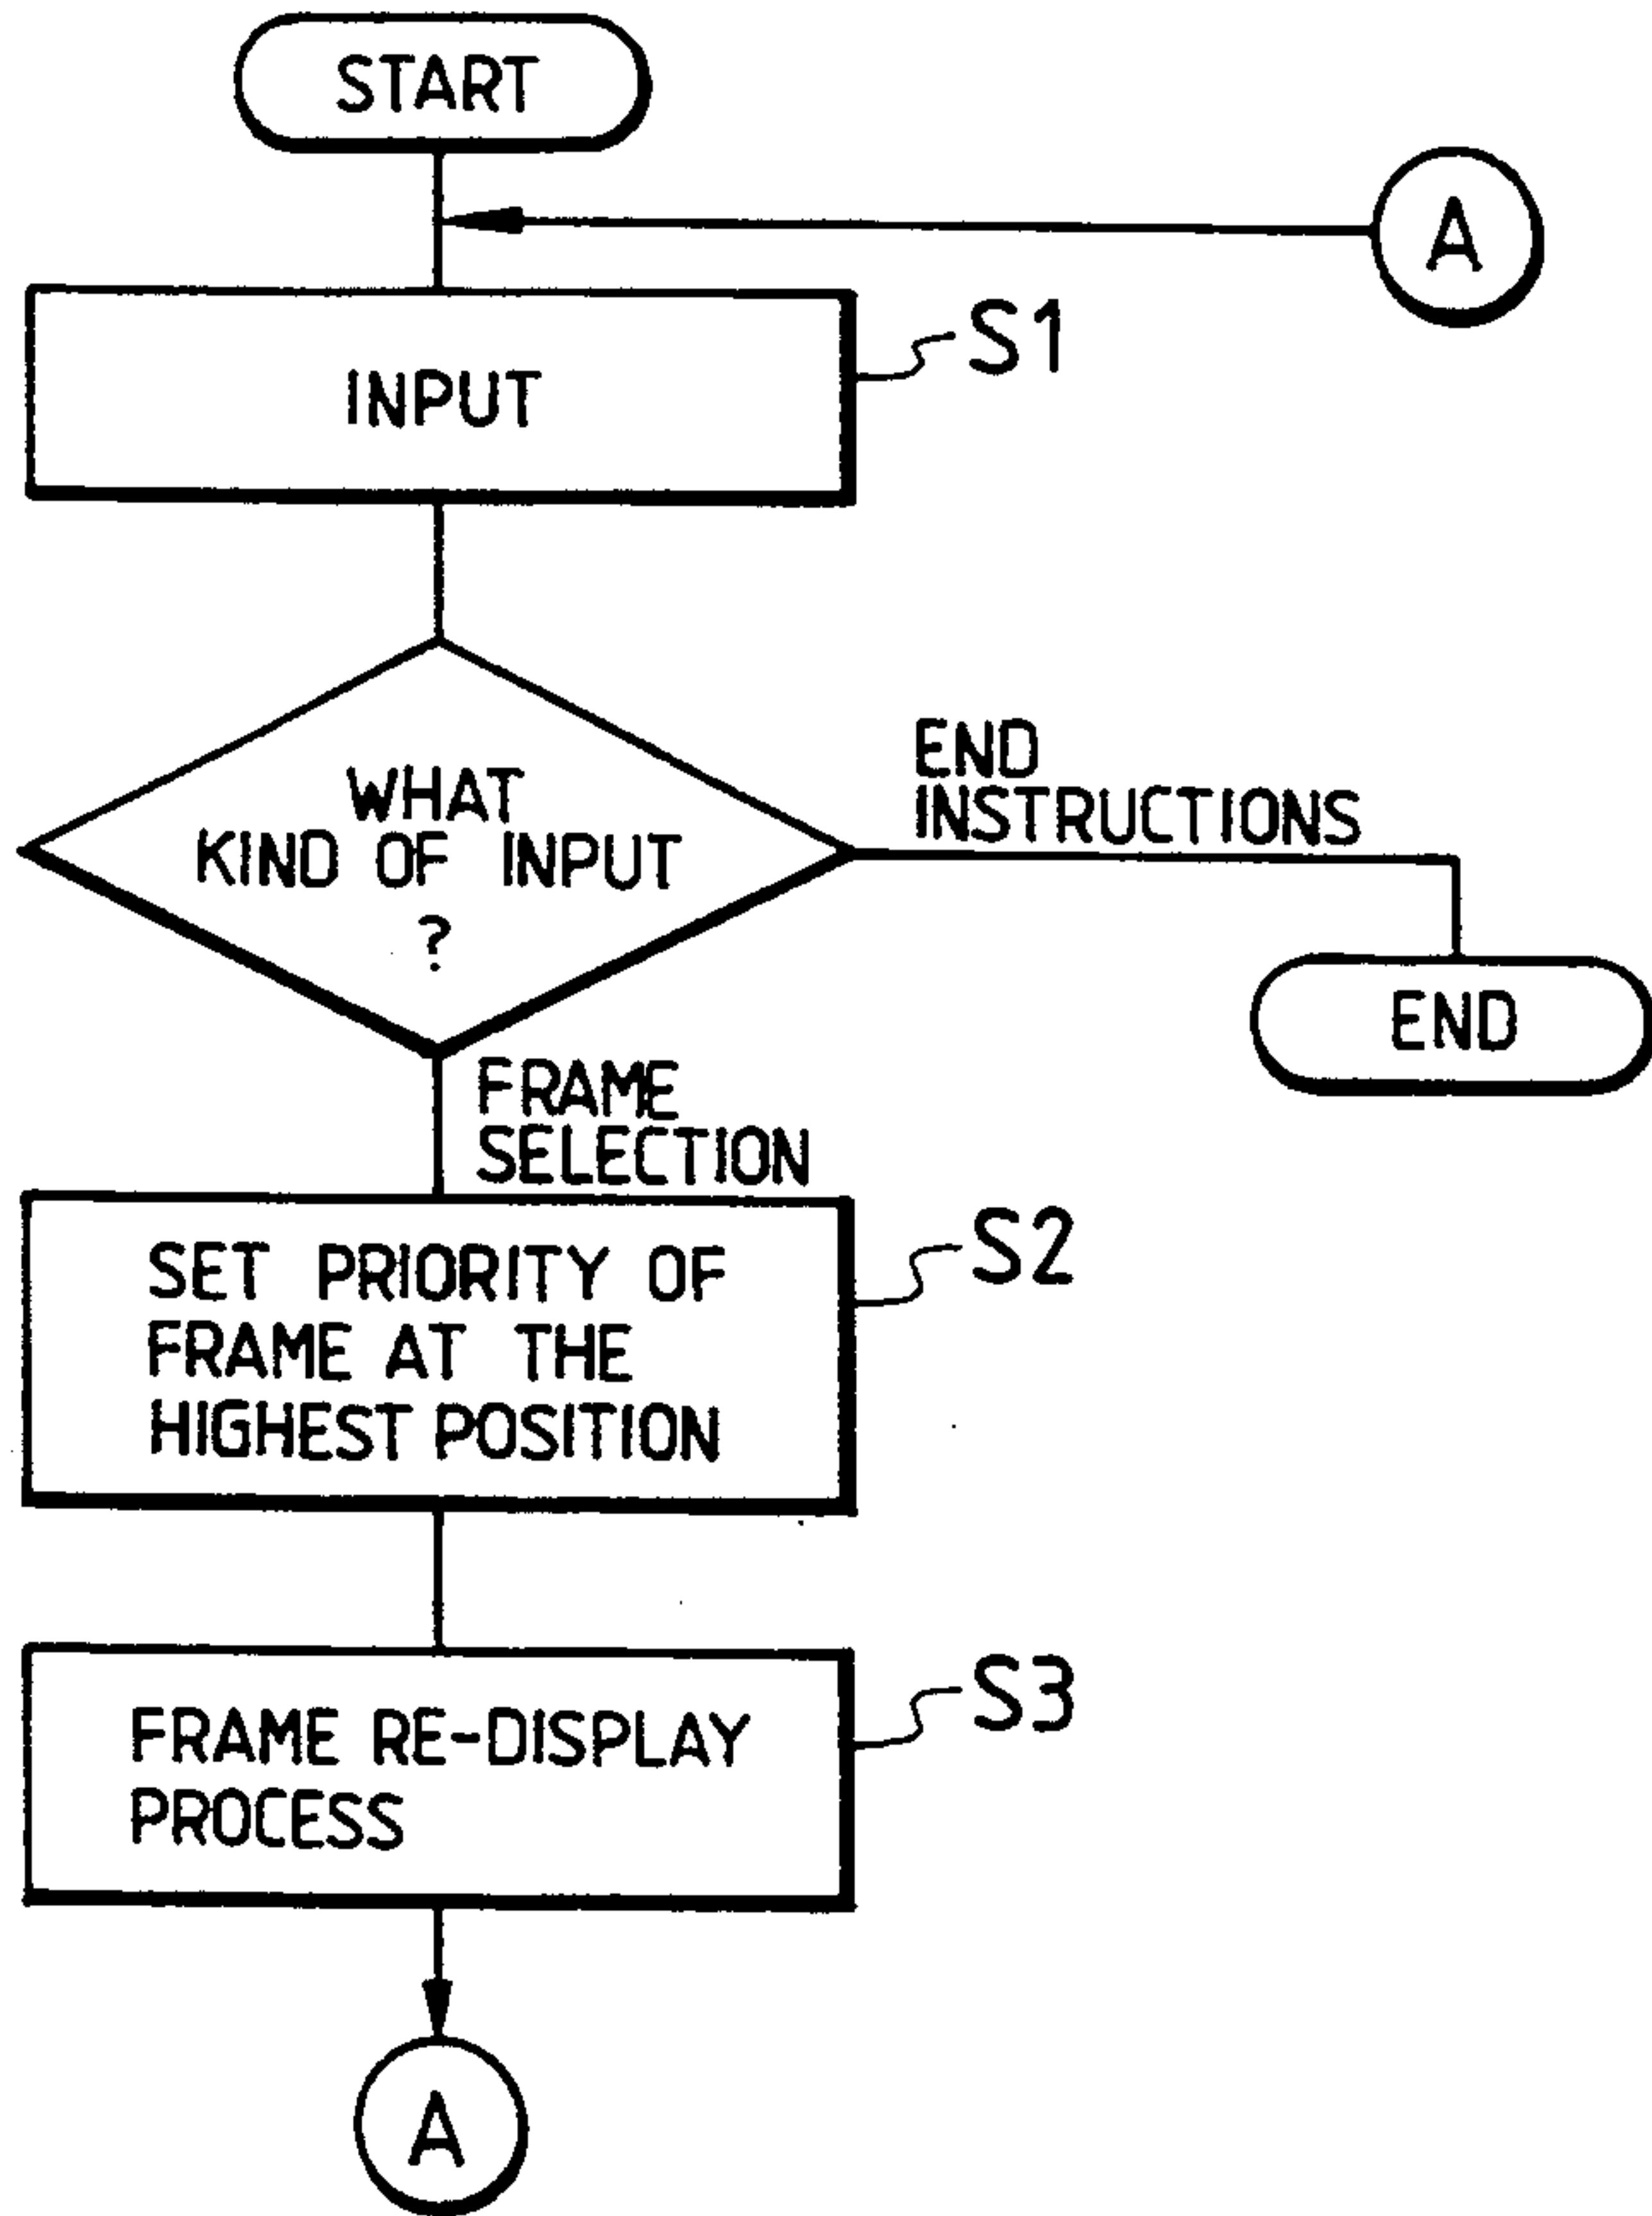 START
A
INPUT
S1
WHAT
KIND OF INPUT
?
END
INSTRUCTIONS
END
FRAME
SELECTION
SET PRIORITY OF
FRAME AT THE
HIGHEST POSITION
S2
FRAME RE-DISPLAY
PROCESS
S3
A